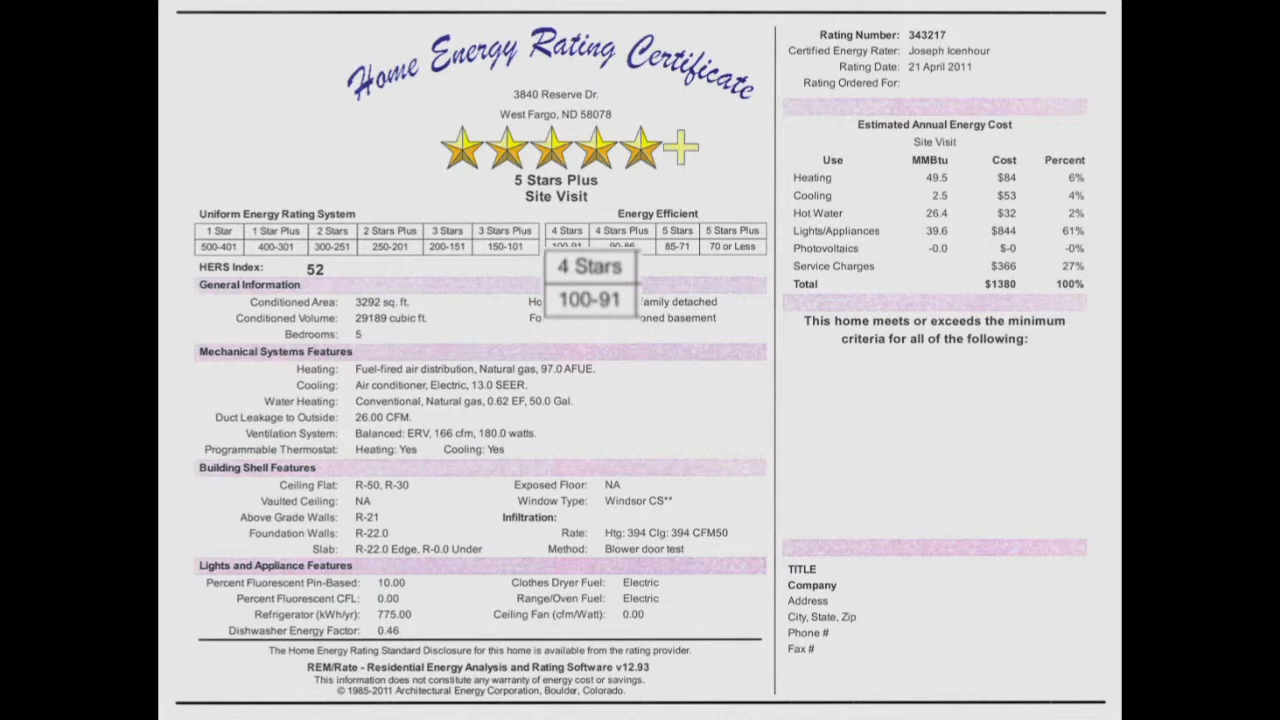 Home Energy Rating Certificate
3840 Reserve Dr.
West Fargo, ND 58078
5 Stars Plus
Site Visit
Uniform Energy Rating System Energy Efficient
1 Star 1 Star Plus 2 Stars 2 Stars Plus 3 Stars 3 Stars Plus 4 Stars 4 Stars Plus 5 Stars 5 Stars Plus
500-401 400-301 300-251 250-201 200-151 150-101 100-91 90-86 85-71 70 or Less
4 Stars
100-91
HERS Index: 52
General Information
Conditioned Area: 3292 sq. ft. Ho family detached
Conditioned Volume: 29189 cubic ft. Fo oned basement
Bedrooms: 5
Mechanical Systems Features
Heating: Fuel-fired air distribution, Natural gas, 97.0 AFUE.
Cooling: Air conditioner, Electric, 13.0 SEER.
Water Heating: Conventional, Natural gas, 0.62 EF, 50.0 Gal.
Duct Leakage to Outside: 26.00 CFM.
Ventilation System: Balanced: ERV, 166 cfm, 180.0 watts.
Programmable Thermostat: Heating: Yes Cooling: Yes
Building Shell Features
Ceiling Flat: R-50, R-30 Exposed Floor: NA
Vaulted Ceiling: NA Window Type: Windsor CS**
Above Grade Walls: R-21 Infiltration:
Foundation Walls: R-22.0 Rate: Htg: 394 Clg: 394 CFM50
Slab: R-22.0 Edge, R-0.0 Under Method: Blower door test
Lights and Appliance Features
Percent Fluorescent Pin-Based: 10.00 Clothes Dryer Fuel: Electric
Percent Fluorescent CFL: 0.00 Range/Oven Fuel: Electric
Refrigerator (kWh/yr): 775.00 Ceiling Fan (cfm/Watt): 0.00
Dishwasher Energy Factor: 0.46
The Home Energy Rating Standard Disclosure for this home is available from the rating provider.
REM/Rate - Residential Energy Analysis and Rating Software v12.93
This information does not constitute any warranty of energy cost or savings.
© 1985-2011 Architectural Energy Corporation, Boulder, Colorado.
Rating Number: 343217
Certified Energy Rater: Joseph Icenhour
Rating Date: 21 April 2011
Rating Ordered For:
Estimated Annual Energy Cost
Site Visit
Use MMBtu Cost Percent
Heating 49.5 $84 6%
Cooling 2.5 $53 4%
Hot Water 26.4 $32 2%
Lights/Appliances 39.6 $844 61%
Photovoltaics -0.0 $-0 -0%
Service Charges $366 27%
Total $1380 100%
This home meets or exceeds the minimum
criteria for all of the following:
TITLE
Company
Address
City, State, Zip
Phone #
Fax #